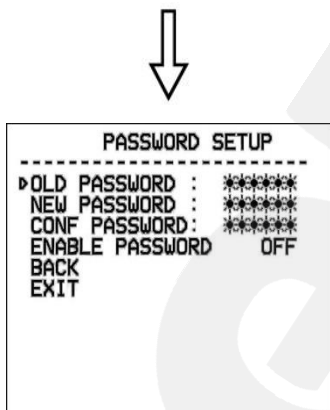 PASSWORD SETUP
OLD PASSWORD : ******
NEW PASSWORD : ******
CONF PASSWORD: ******
ENABLE PASSWORD OFF
BACK
EXIT